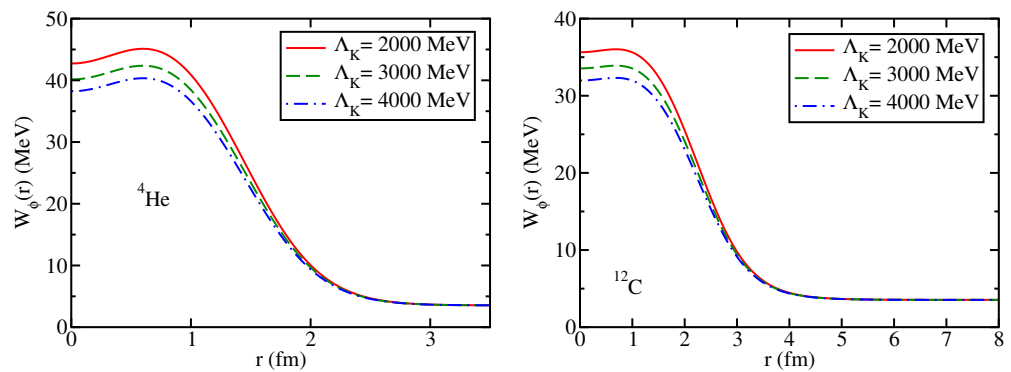 50
40
30
20
10
0
W_ϕ(r) (MeV)
Λ_K= 2000 MeV
Λ_K= 3000 MeV
Λ_K= 4000 MeV
⁴He
0 1 2 3
r (fm)
40
30
20
10
0
W_ϕ(r) (MeV)
Λ_K= 2000 MeV
Λ_K= 3000 MeV
Λ_K= 4000 MeV
¹²C
0 1 2 3 4 5 6 7 8
r (fm)